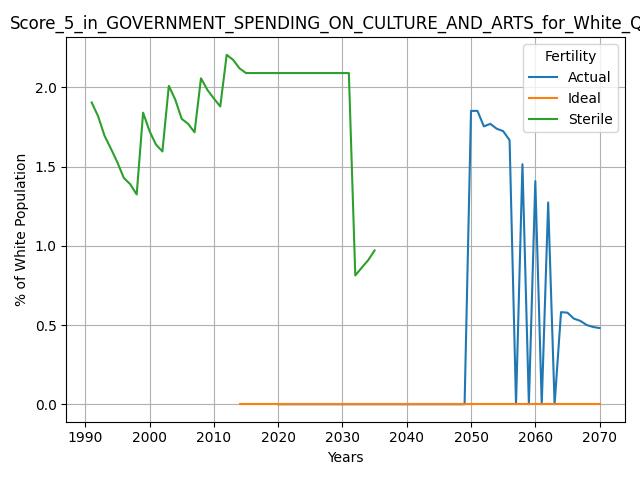 Score_5_in_GOVERNMENT_SPENDING_ON_CULTURE_AND_ARTS_for_White_Q
Fertility
Actual
Ideal
Sterile
% of White Population
2.0
1.5
1.0
0.5
0.0
1990 2000 2010 2020 2030 2040 2050 2060 2070
Years